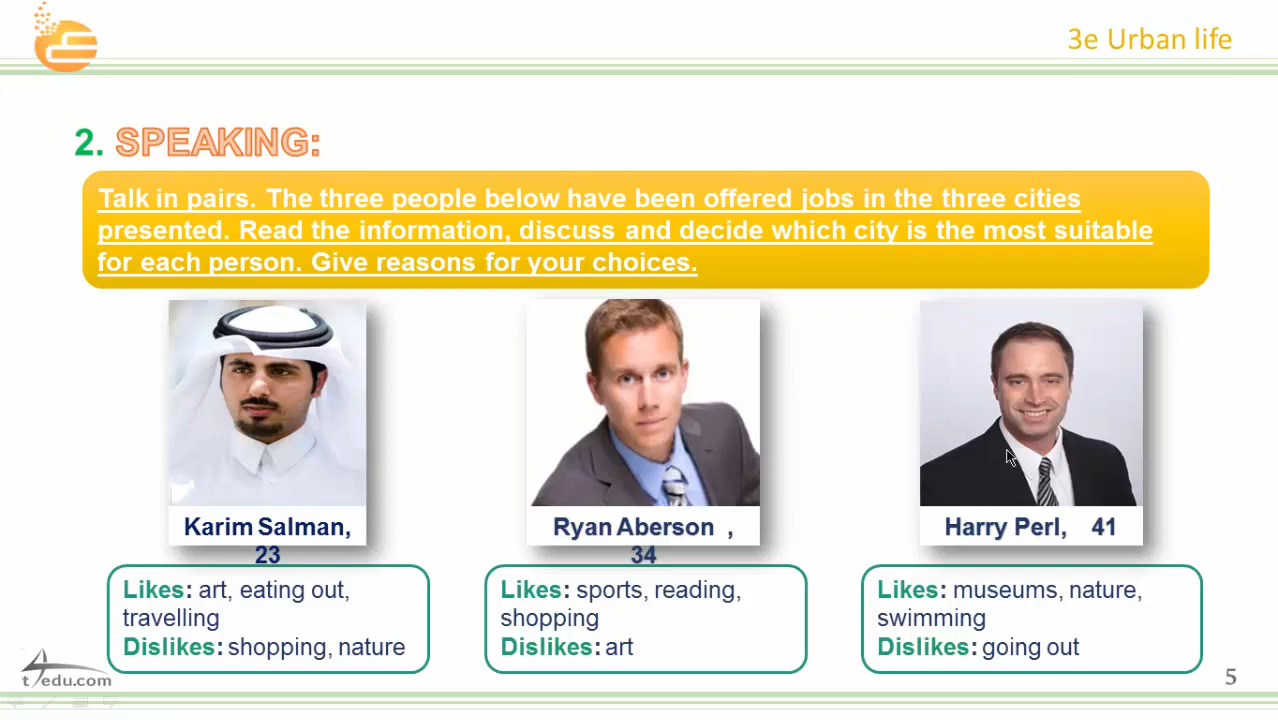 3e Urban life
2. SPEAKING:
Talk in pairs. The three people below have been offered jobs in the three cities
presented. Read the information, discuss and decide which city is the most suitable
for each person. Give reasons for your choices.
Karim Salman,
23
Ryan Aberson ,
34
Harry Perl, 41
Likes: art, eating out,
travelling
Dislikes: shopping, nature
Likes: sports, reading,
shopping
Dislikes: art
Likes: museums, nature,
swimming
Dislikes: going out
t4edu.com
5